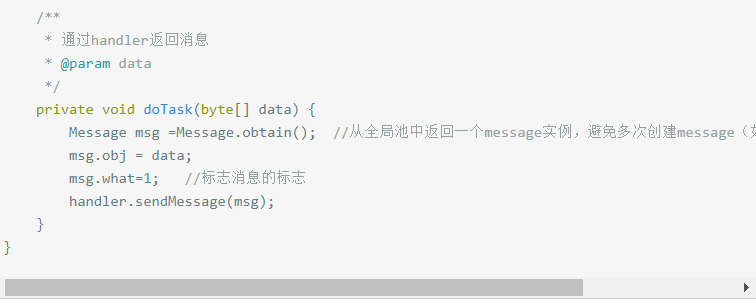 /**
 * 通过handler返回消息
 * @param data
 */
private void doTask(byte[] data) {
    Message msg =Message.obtain();  //从全局池中返回一个message实例，避免多次创建message（如
    msg.obj = data;
    msg.what=1;   //标志消息的标志
    handler.sendMessage(msg);
}
}